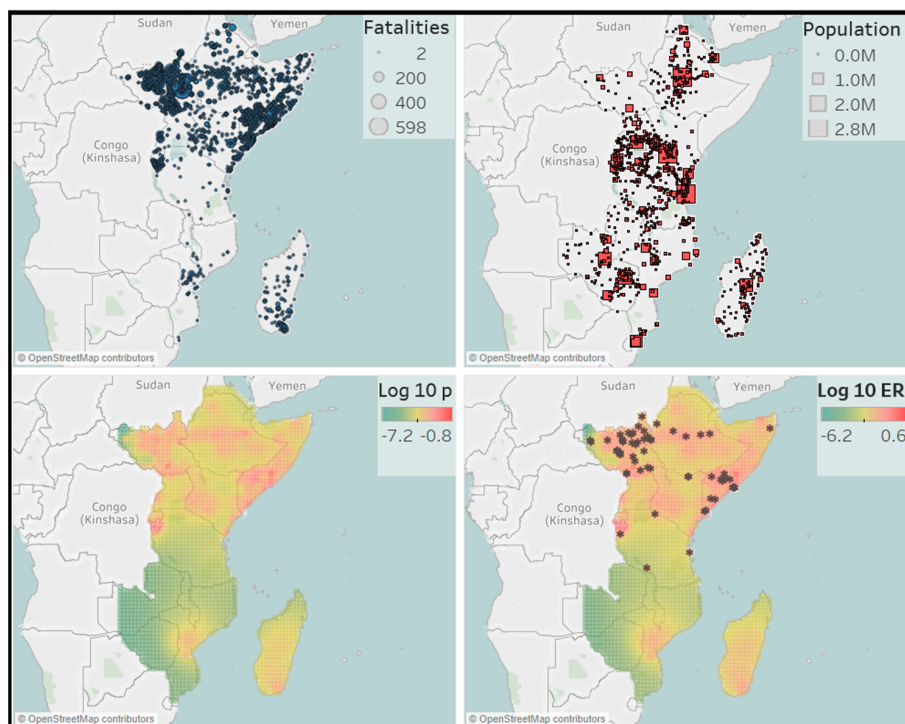 Sudan
Yemen
Congo
(Kinshasa)
Fatalities
2
200
400
598
© OpenStreetMap contributors
Sudan
Yemen
Congo
(Kinshasa)
Population
0.0M
1.0M
2.0M
2.8M
© OpenStreetMap contributors
Sudan
Yemen
Congo
(Kinshasa)
Log 10 p
-7.2 -0.8
© OpenStreetMap contributors
Sudan
Yemen
Congo
(Kinshasa)
Log 10 ER
-6.2 0.6
© OpenStreetMap contributors